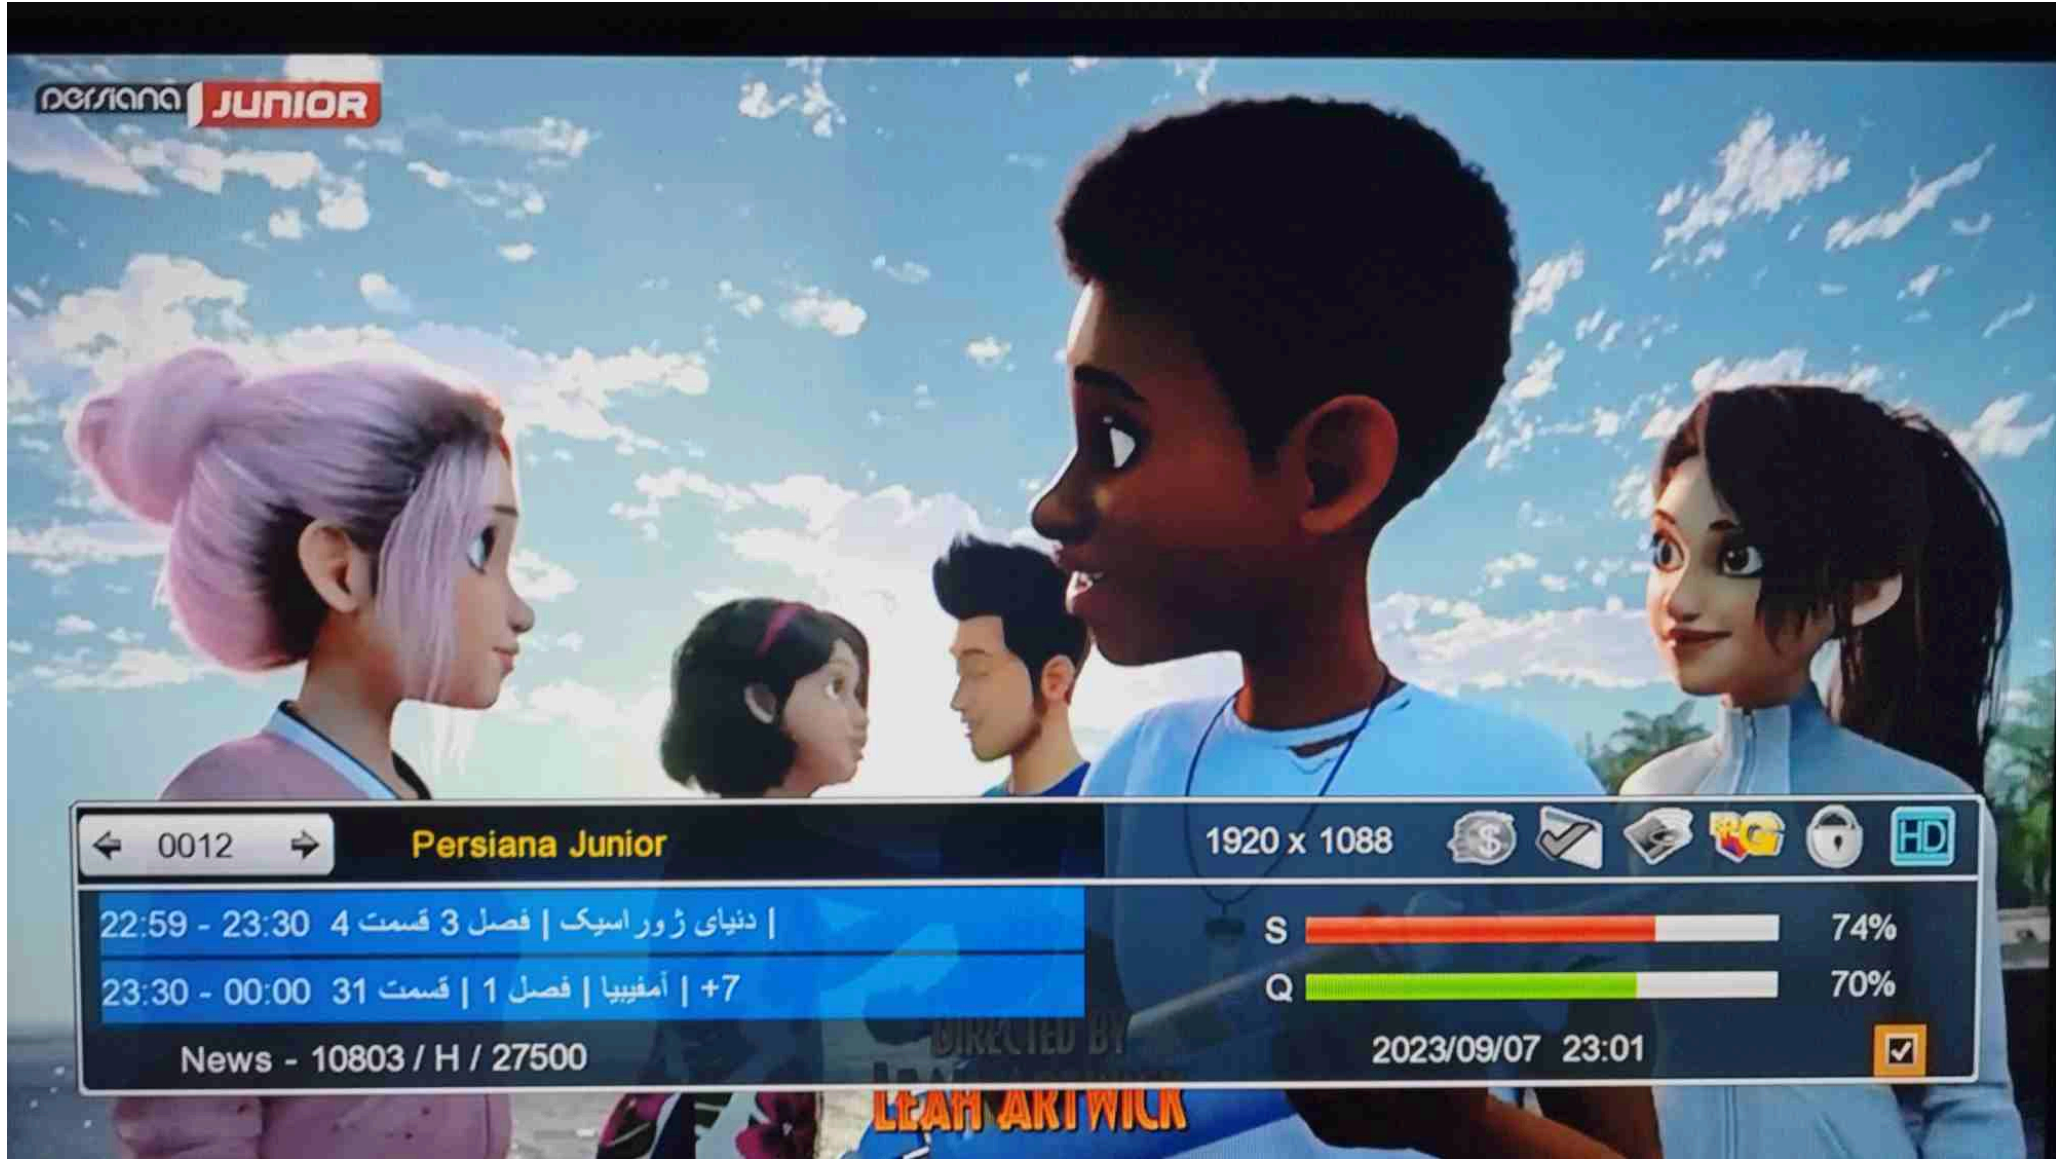 persiana JUNIOR
0012 Persiana Junior 1920 x 1088 HD
22:59 - 23:30 دنیای ژوراسیک | فصل 3 قسمت 4 |
S 74%
23:30 - 00:00 +7 | آمفیبیا | فصل 1 | قسمت 31
Q 70%
News - 10803 / H / 27500 2023/09/07 23:01
DIRECTED BY
LEAH ARTWICK